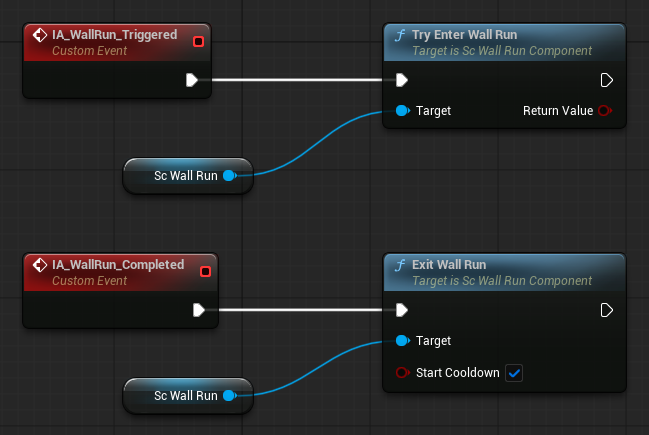 IA_WallRun_Triggered
Custom Event
Try Enter Wall Run
Target is Sc Wall Run Component
Target
Return Value
Sc Wall Run
IA_WallRun_Completed
Custom Event
Exit Wall Run
Target is Sc Wall Run Component
Target
Start Cooldown
Sc Wall Run